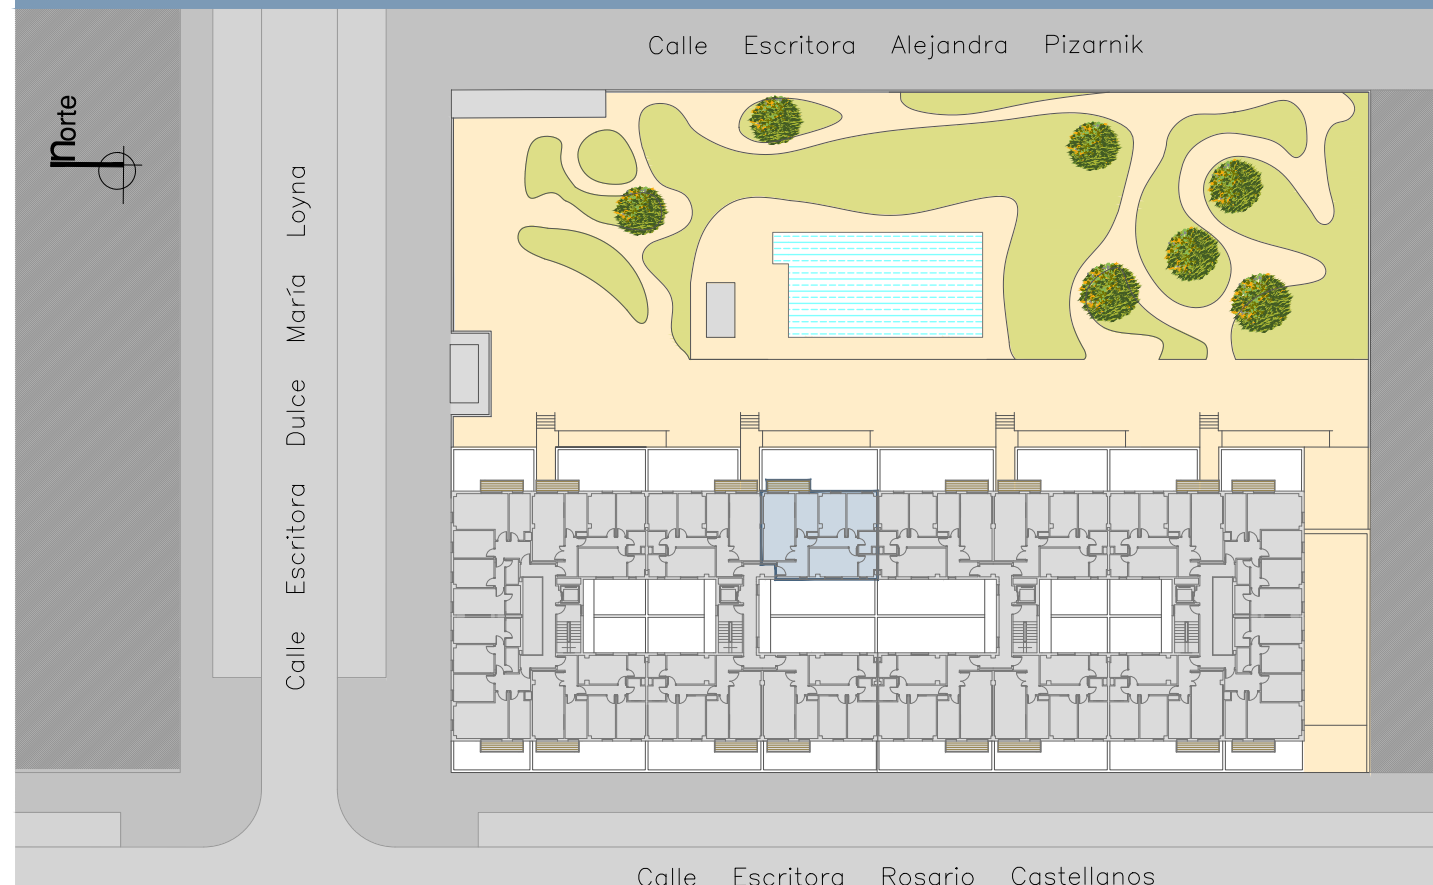 Calle Escritora Alejandra Pizarnik
norte
Calle Escritora Dulce María Loyna
Calle Escritora Rosario Castellanos